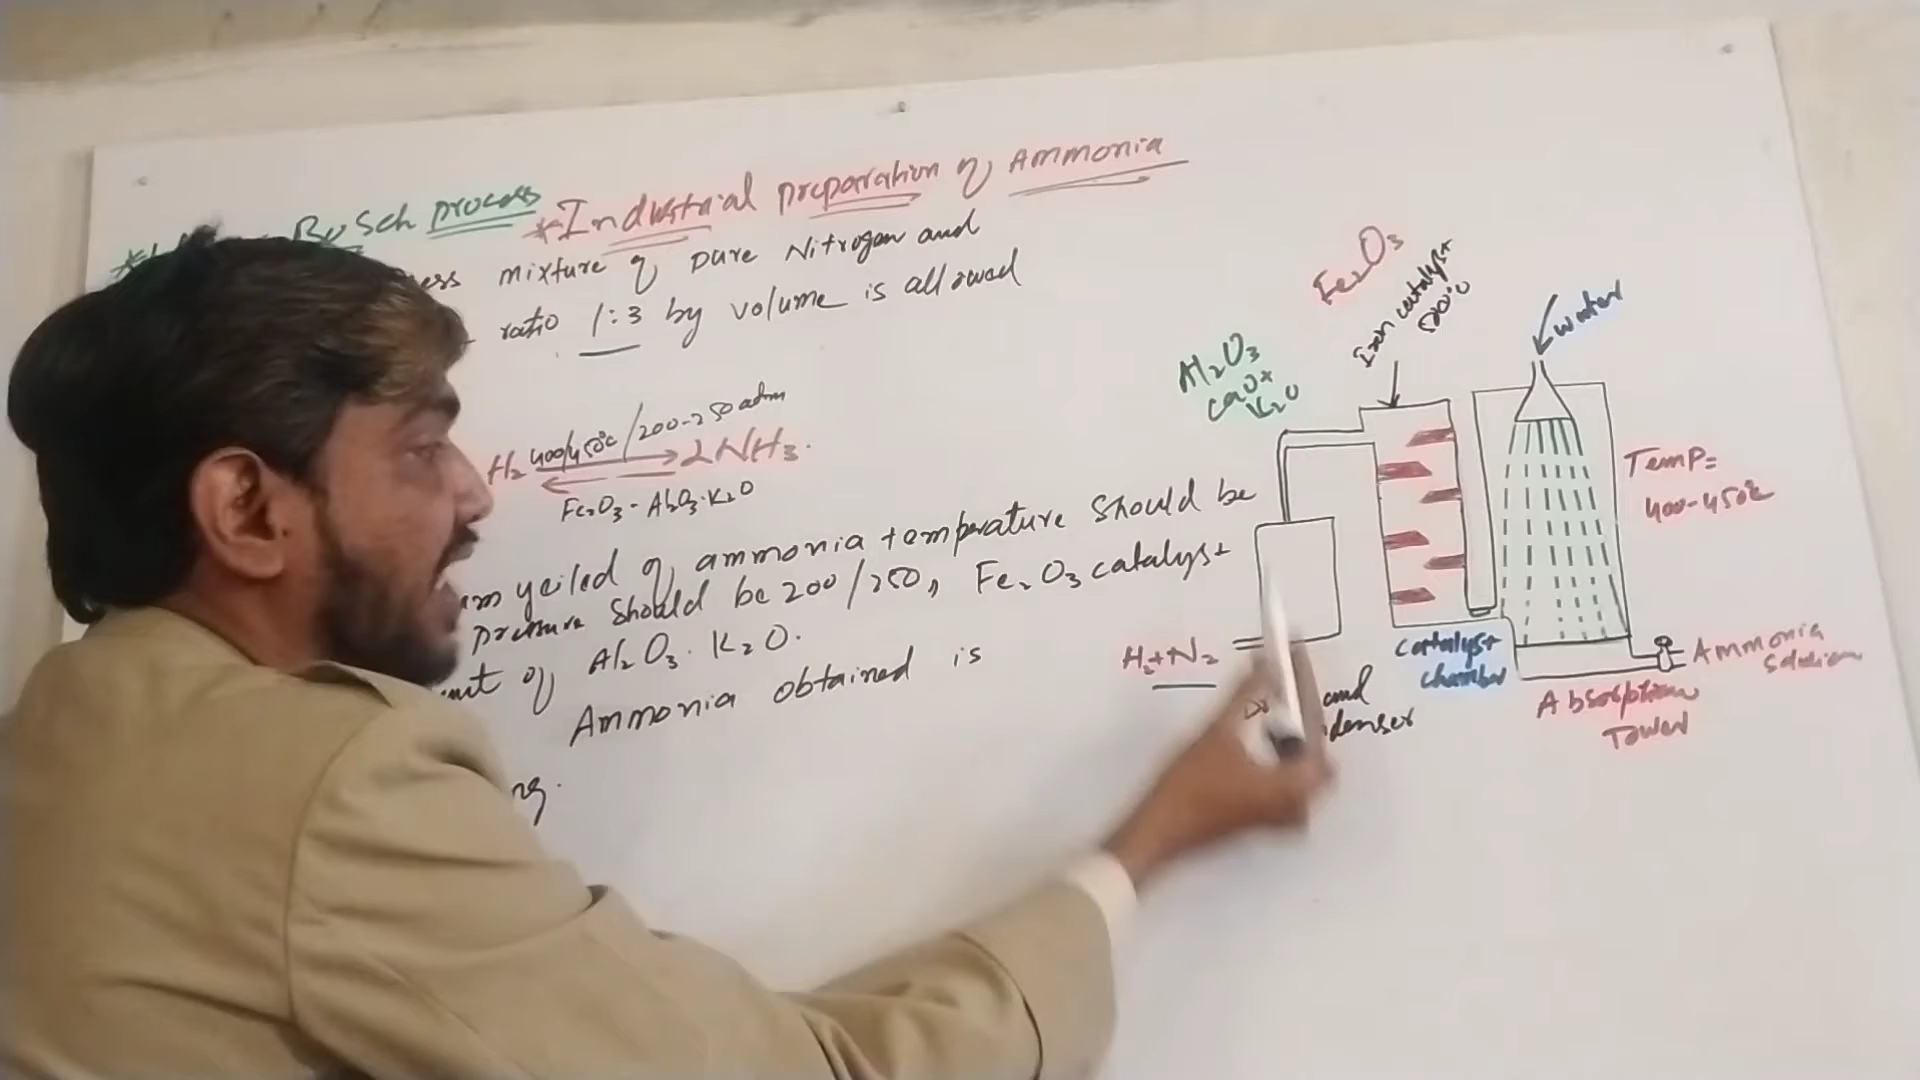 Bosch process *Industrial preparation of Ammonia
mixture of pure Nitrogen and
ratio 1:3 by volume is allowed
H₂ 400/450°c / 200-250 atm 2NH₃.
Fe₂O₃ - Al₂O₃.K₂O
yeiled of ammonia temperature should be
pressure should be 200/250, Fe₂O₃ catalyst
of Al₂O₃. K₂O.
Ammonia obtained is
Fe₂O₃
Iron catalyst
500°c
water
Al₂O₃
CaO+
K₂O
Temp=
400-450°c
H₂+N₂
and
catalyst
chamber
Ammonia
Solution
Absorption
Tower